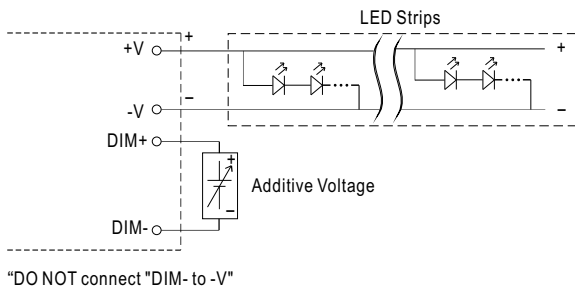 LED Strips
+V
+
+
-V
–
–
DIM+
+
Additive Voltage
–
DIM-
“DO NOT connect "DIM- to -V"